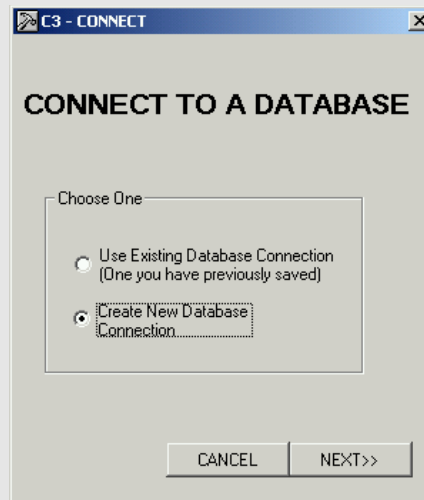 C3 - CONNECT
CONNECT TO A DATABASE
Choose One
Use Existing Database Connection
(One you have previously saved)
Create New Database
Connection
CANCEL
NEXT>>